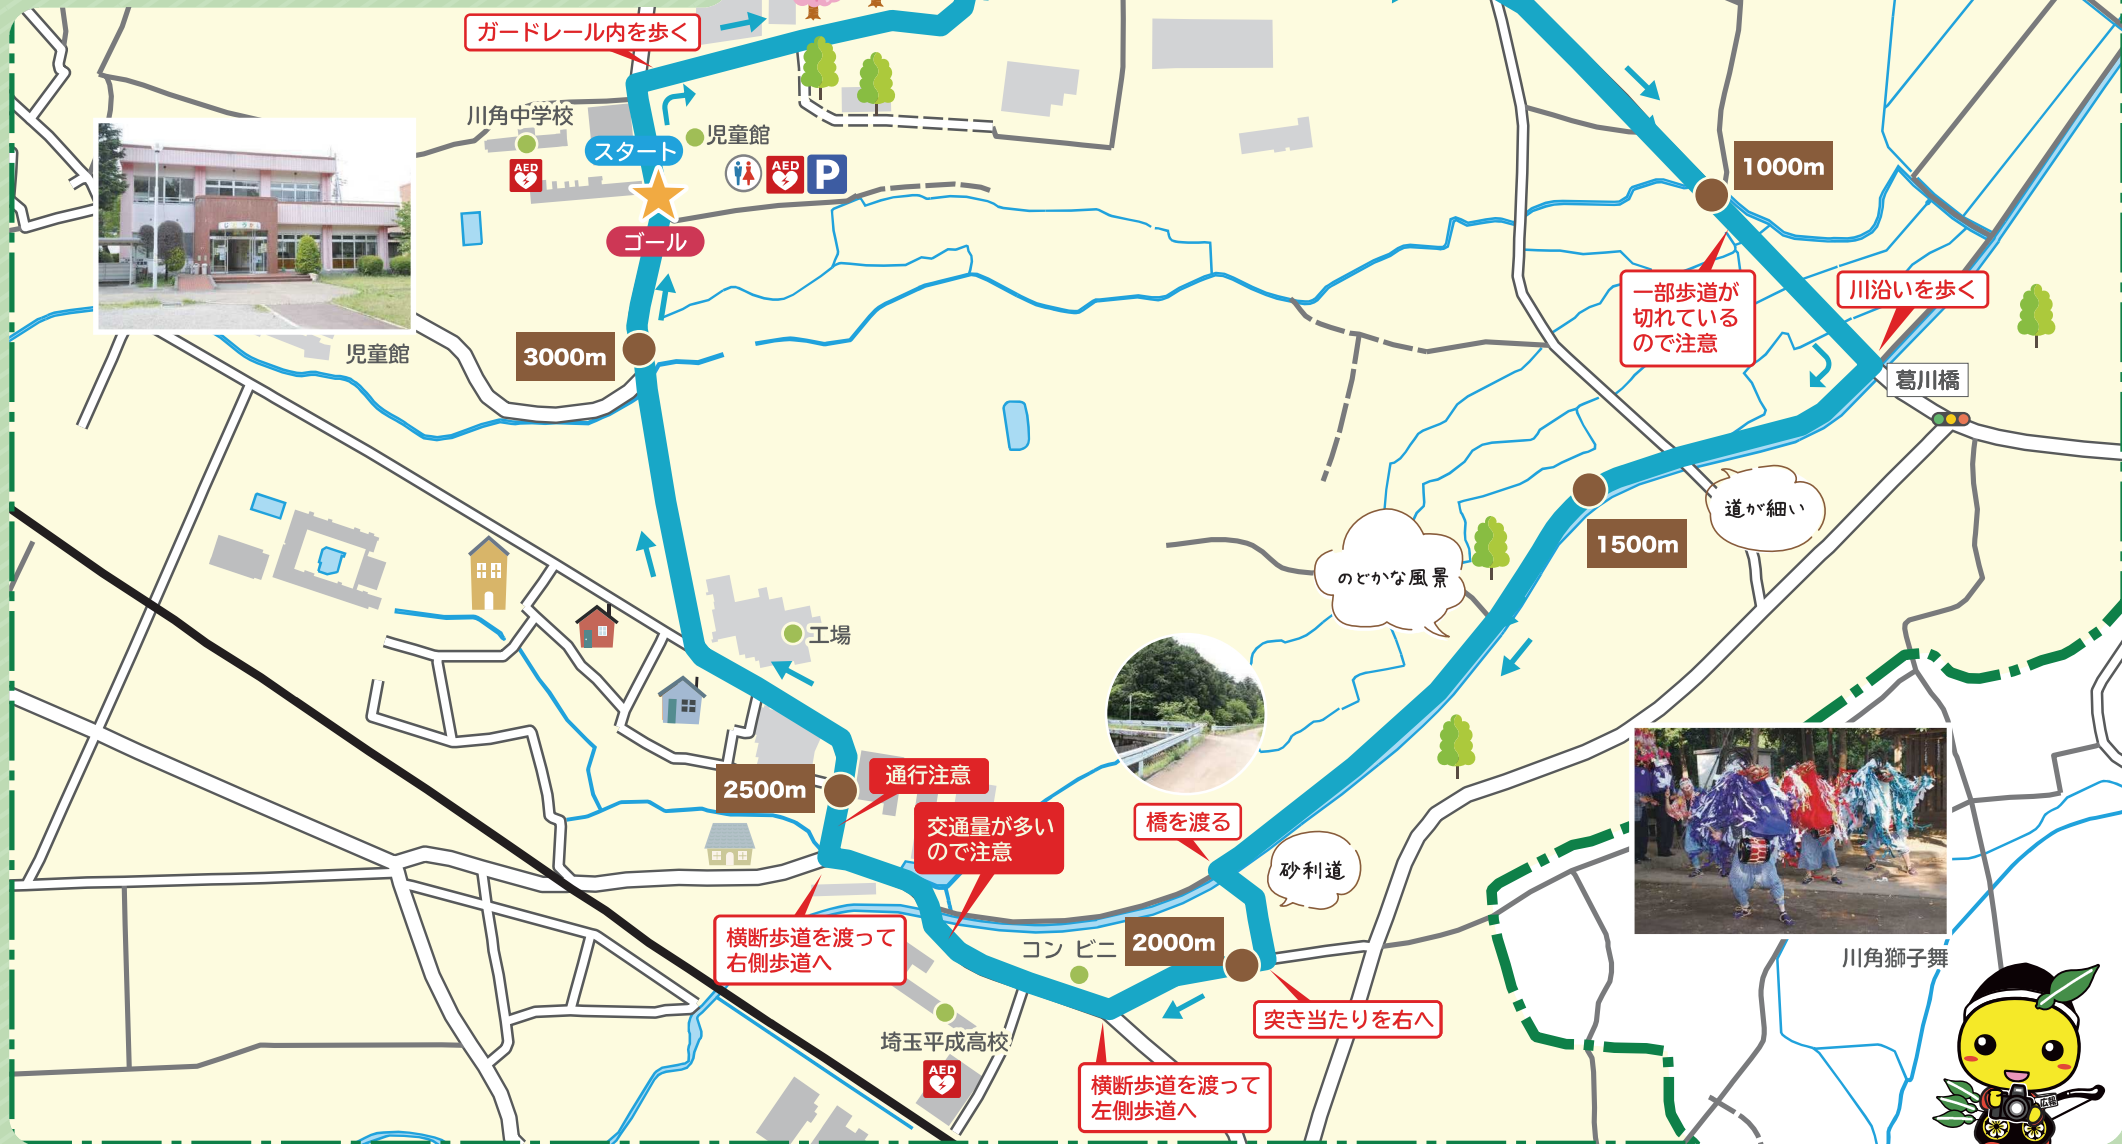 ガードレール内を歩く
川角中学校
AED
スタート
児童館
AED
P
ゴール
児童館
3000m
1000m
一部歩道が
切れている
ので注意
川沿いを歩く
葛川橋
道が細い
1500m
のどかな風景
工場
2500m
通行注意
交通量が多い
ので注意
橋を渡る
砂利道
横断歩道を渡って
右側歩道へ
コンビニ
2000m
突き当たりを右へ
埼玉平成高校
AED
横断歩道を渡って
左側歩道へ
川角獅子舞
広報